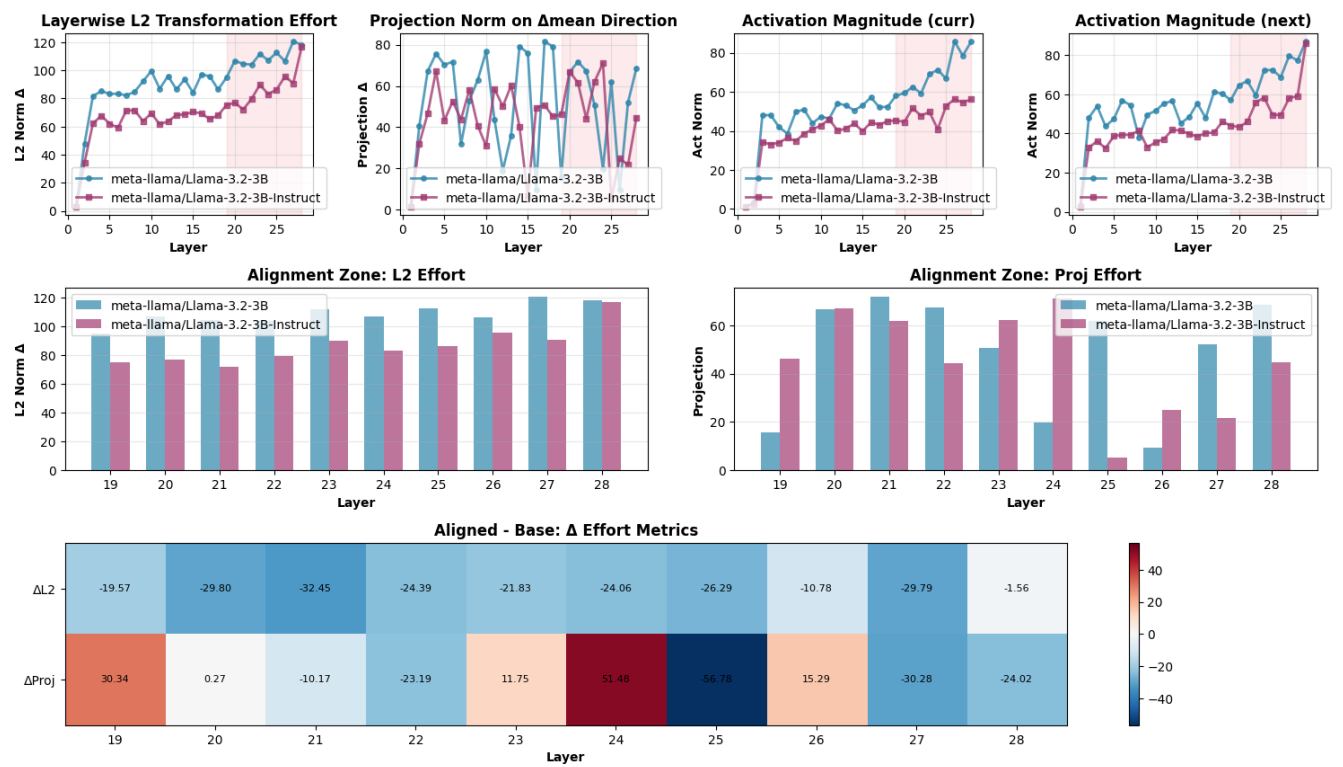 Layerwise L2 Transformation Effort
L2 Norm Δ
120
100
80
60
40
20
0
meta-llama/Llama-3.2-3B
meta-llama/Llama-3.2-3B-Instruct
0 5 10 15 20 25
Layer
Projection Norm on Δmean Direction
Projection Δ
80
60
40
20
0
meta-llama/Llama-3.2-3B
meta-llama/Llama-3.2-3B-Instruct
0 5 10 15 20 25
Layer
Activation Magnitude (curr)
Act Norm
80
60
40
20
0
meta-llama/Llama-3.2-3B
meta-llama/Llama-3.2-3B-Instruct
0 5 10 15 20 25
Layer
Activation Magnitude (next)
Act Norm
80
60
40
20
0
meta-llama/Llama-3.2-3B
meta-llama/Llama-3.2-3B-Instruct
0 5 10 15 20 25
Layer
Alignment Zone: L2 Effort
L2 Norm Δ
120
100
80
60
40
20
0
meta-llama/Llama-3.2-3B
meta-llama/Llama-3.2-3B-Instruct
19 20 21 22 23 24 25 26 27 28
Layer
Alignment Zone: Proj Effort
Projection
60
40
20
0
meta-llama/Llama-3.2-3B
meta-llama/Llama-3.2-3B-Instruct
19 20 21 22 23 24 25 26 27 28
Layer
Aligned - Base: Δ Effort Metrics
ΔL2 -19.57 -29.80 -32.45 -24.39 -21.83 -24.06 -26.29 -10.78 -29.79 -1.56
ΔProj 30.34 0.27 -10.17 -23.19 11.75 51.48 -56.78 15.29 -30.28 -24.02
19 20 21 22 23 24 25 26 27 28
Layer
40
20
0
−20
−40